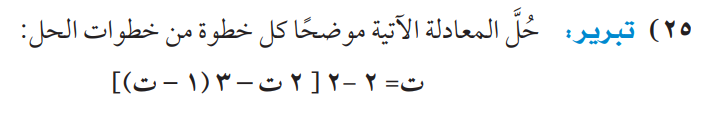 ٢٥) تبرير: حُلَّ المعادلة الآتية موضحًا كل خطوة من خطوات الحل:
ت= ٢ – ٢[ ٢ ت – ٣ (١ – ت)]